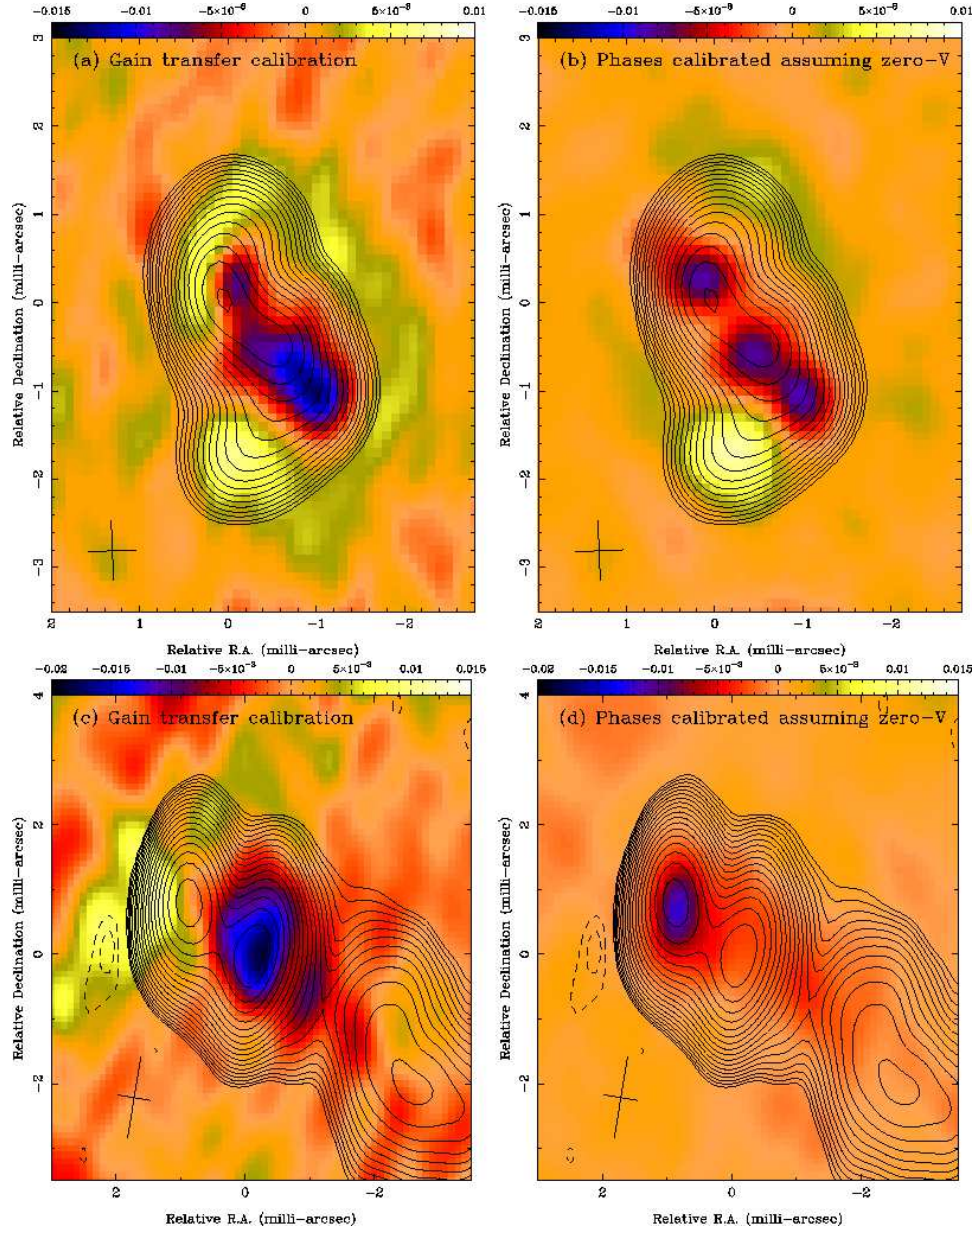 −0.015 −0.01 −5×10⁻³ 0 5×10⁻³ 0.01
(a) Gain transfer calibration
3
2
1
0
−1
−2
−3
Relative Declination (milli−arcsec)
2 1 0 −1 −2
Relative R.A. (milli−arcsec)
−0.015 −0.01 −5×10⁻³ 0 5×10⁻³ 0.01
(b) Phases calibrated assuming zero−V
3
2
1
0
−1
−2
−3
Relative Declination (milli−arcsec)
2 1 0 −1 −2
Relative R.A. (milli−arcsec)
−0.02 −0.015 −0.01 −5×10⁻³ 0 5×10⁻³ 0.01 0.015
(c) Gain transfer calibration
4
2
0
−2
Relative Declination (milli−arcsec)
2 0 −2
Relative R.A. (milli−arcsec)
−0.02 −0.015 −0.01 −5×10⁻³ 0 5×10⁻³ 0.01 0.015
(d) Phases calibrated assuming zero−V
4
2
0
−2
Relative Declination (milli−arcsec)
2 0 −2
Relative R.A. (milli−arcsec)